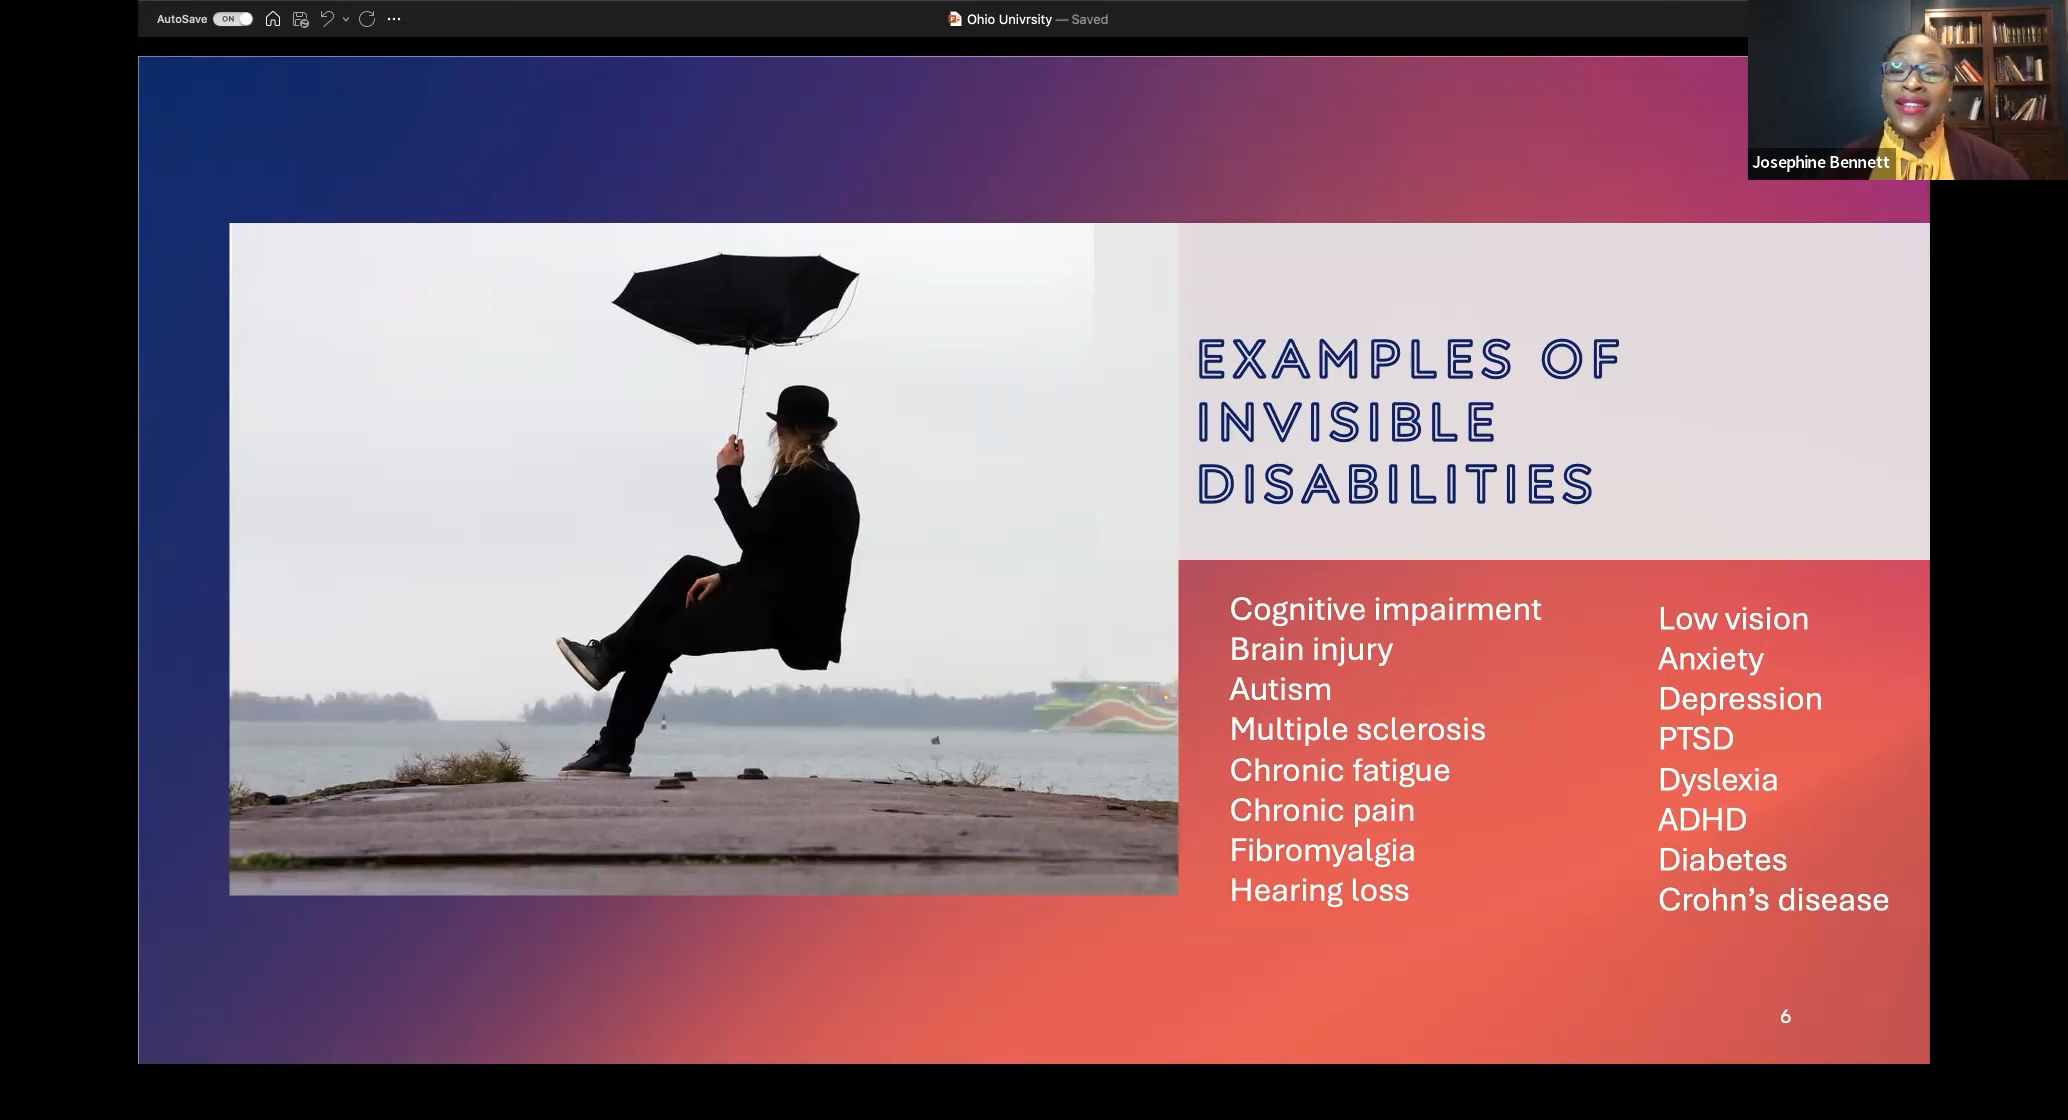 AutoSave ON
Ohio Univrsity — Saved
Josephine Bennett
EXAMPLES OF
INVISIBLE
DISABILITIES
Cognitive impairment
Brain injury
Autism
Multiple sclerosis
Chronic fatigue
Chronic pain
Fibromyalgia
Hearing loss
Low vision
Anxiety
Depression
PTSD
Dyslexia
ADHD
Diabetes
Crohn’s disease
6